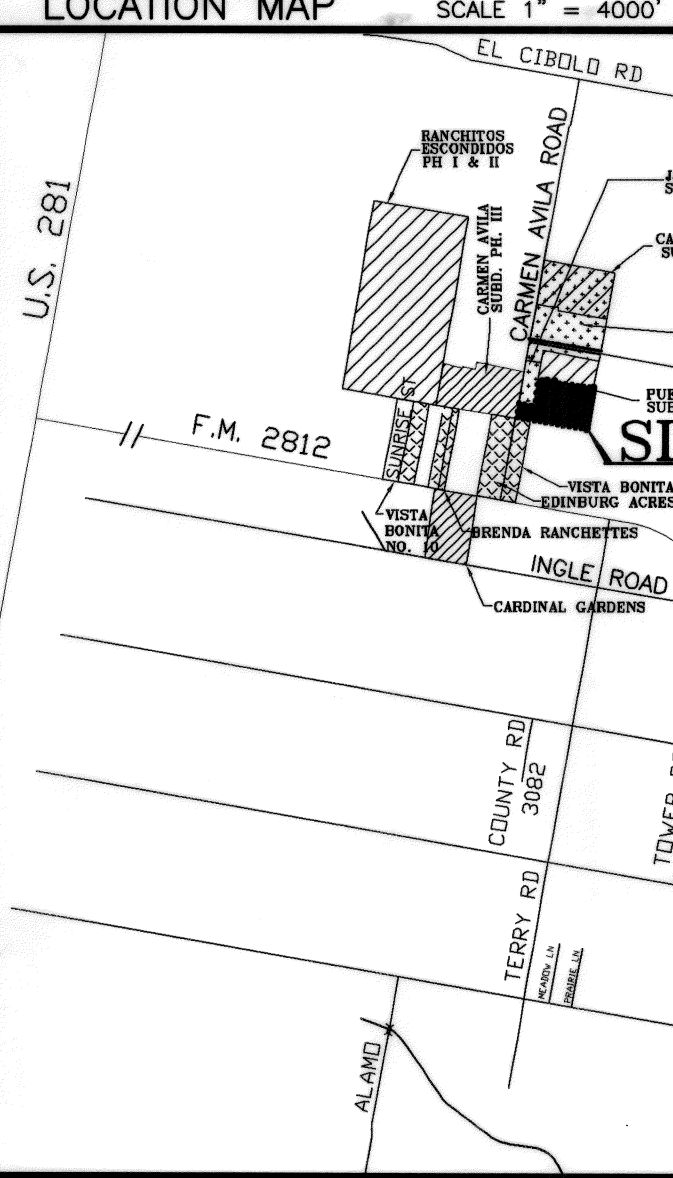 LOCATION MAP
SCALE 1" = 4000'
EL CIBOLO RD
RANCHITOS
ESCONDIDOS
PH I & II
CARMEN AVILA ROAD
U.S. 281
CARMEN AVILA
SUBD. PH. III
SUNRISE ST
F.M. 2812
VISTA BONITA
EDINBURG ACRES
VISTA
BONITA
NO. 10
BRENDA RANCHETTES
INGLE ROAD
CARDINAL GARDENS
COUNTY RD
3082
TERRY RD
MEADOW LN
PRAIRIE LN
ALAMO